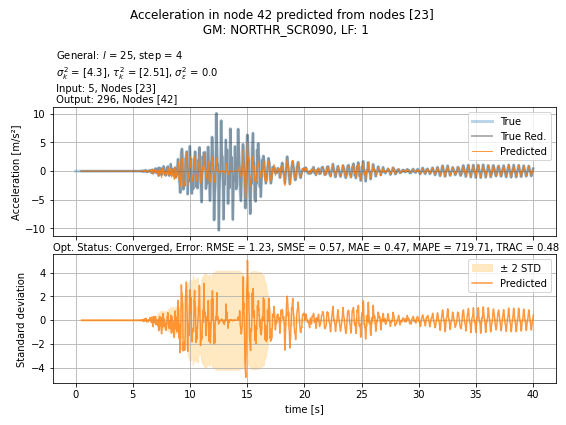 Acceleration in node 42 predicted from nodes [23]
GM: NORTHR_SCR090, LF: 1
General: l = 25, step = 4
σ²ₖ = [4.3], τ²ₖ = [2.51], σ²ε = 0.0
Input: 5, Nodes [23]
Output: 296, Nodes [42]
Acceleration [m/s²]
10
5
0
−5
−10
True
True Red.
Predicted
Opt. Status: Converged, Error: RMSE = 1.23, SMSE = 0.57, MAE = 0.47, MAPE = 719.71, TRAC = 0.48
Standard deviation
4
2
0
−2
−4
± 2 STD
Predicted
0 5 10 15 20 25 30 35 40
time [s]